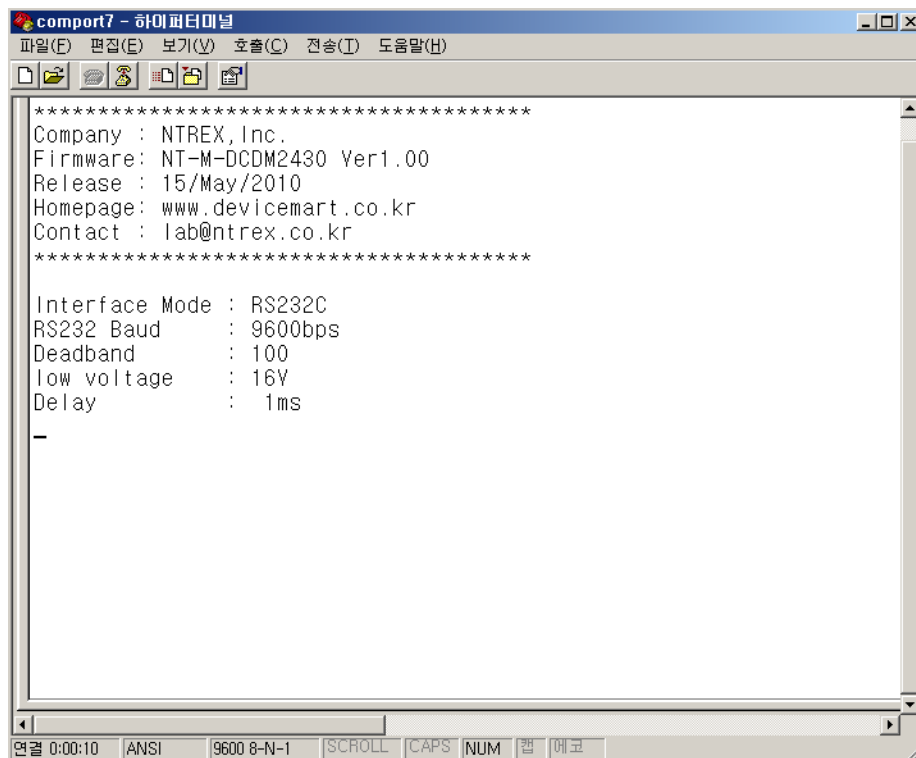 comport7 - 하이퍼터미널
파일(F) 편집(E) 보기(V) 호출(C) 전송(T) 도움말(H)
***************************************
Company : NTREX,Inc.
Firmware: NT-M-DCDM2430 Ver1.00
Release : 15/May/2010
Homepage: www.devicemart.co.kr
Contact : lab@ntrex.co.kr
***************************************
Interface Mode : RS232C
RS232 Baud : 9600bps
Deadband : 100
low voltage : 16V
Delay : 1ms
연결 0:00:10 ANSI 9600 8-N-1 SCROLL CAPS NUM 캡 에코